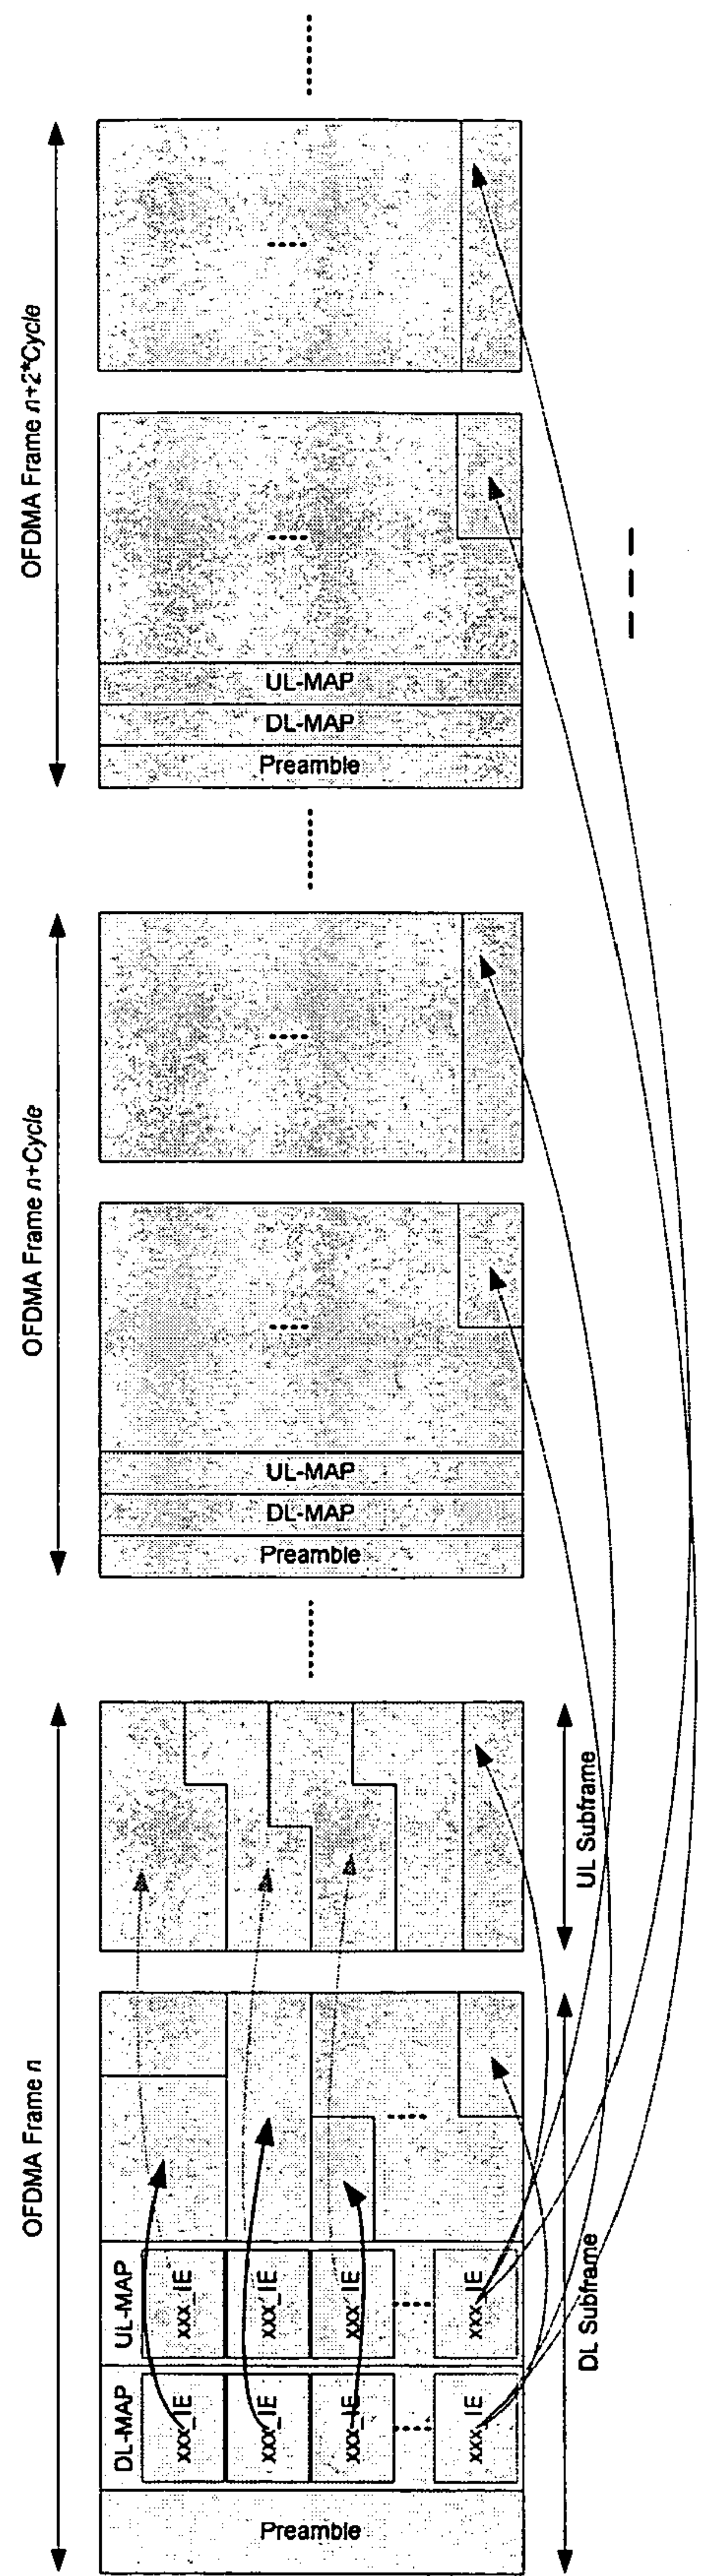 OFDMA Frame n
OFDMA Frame n+Cycle
OFDMA Frame n+2*Cycle
Preamble
DL-MAP
xxx_IE
xxx_IE
xxx_IE
xxx_IE
UL-MAP
xxx_IE
xxx_IE
xxx_IE
xxx_IE
Preamble
DL-MAP
UL-MAP
Preamble
DL-MAP
UL-MAP
DL Subframe
UL Subframe